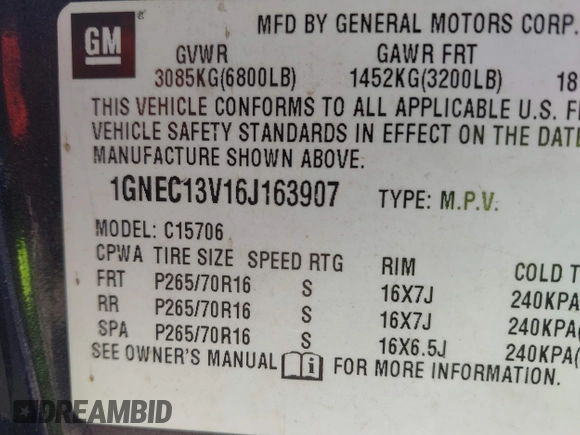 GM
MFD BY GENERAL MOTORS CORP.
GVWR GAWR FRT
3085KG(6800LB) 1452KG(3200LB) 18
THIS VEHICLE CONFORMS TO ALL APPLICABLE U.S.
VEHICLE SAFETY STANDARDS IN EFFECT ON THE DATE
MANUFACTURE SHOWN ABOVE.
1GNEC13V16J163907 TYPE: M.P.V.
MODEL: C15706
CPWA TIRE SIZE SPEED RTG RIM COLD T
FRT P265/70R16 S 16X7J 240KPA
RR P265/70R16 S 16X7J 240KPA(
SPA P265/70R16 S 16X6.5J 240KPA(
SEE OWNER'S MANUAL i FOR MORE INFORMATION.
DREAMBID